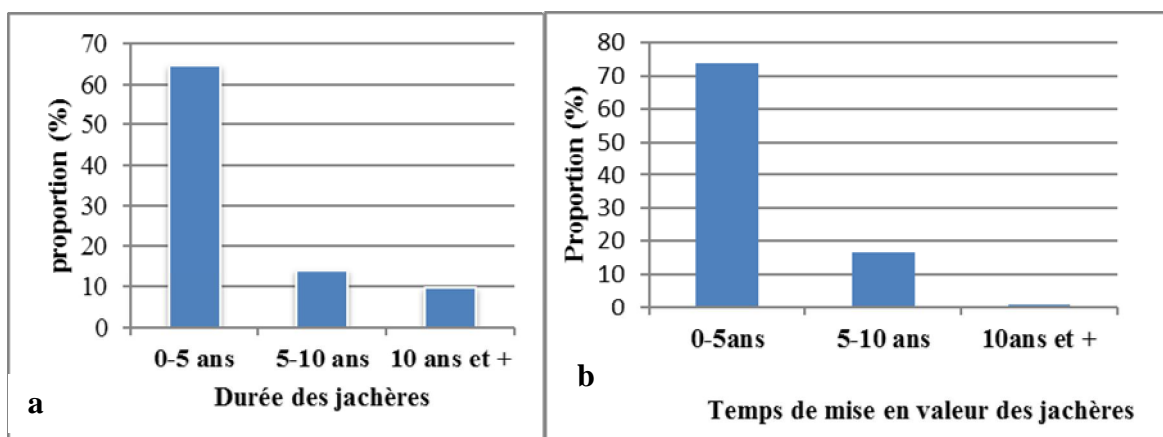 proportion (%)
70
60
50
40
30
20
10
0
0-5 ans 5-10 ans 10 ans et +
Durée des jachères
a
Proportion (%)
80
70
60
50
40
30
20
10
0
0-5ans 5-10 ans 10ans et +
Temps de mise en valeur des jachères
b